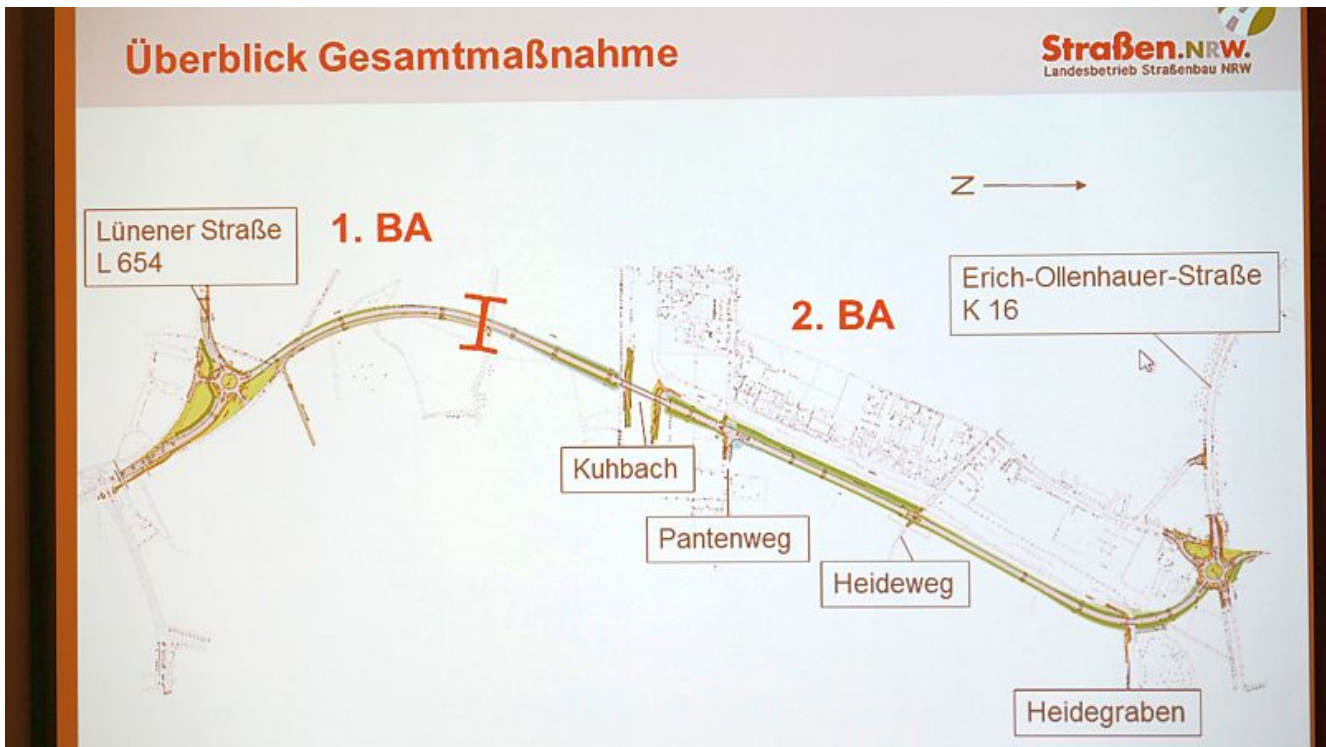 Überblick Gesamtmaßnahme
Straßen.NRW.
Landesbetrieb Straßenbau NRW
N
Lünener Straße
L 654
1. BA
Erich-Ollenhauer-Straße
K 16
2. BA
Kuhbach
Pantenweg
Heideweg
Heidegraben